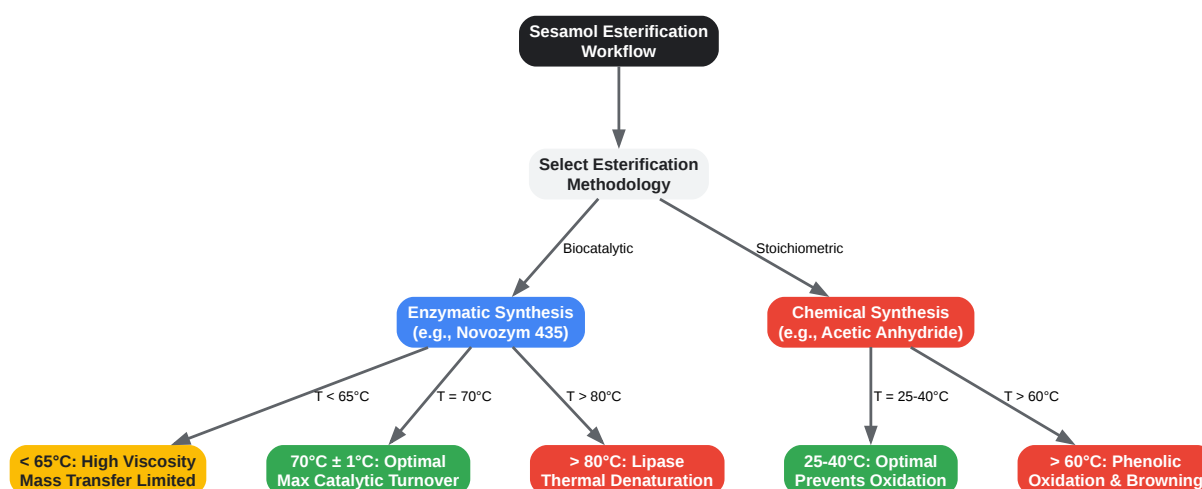 Sesamol Esterification
Workflow
Select Esterification
Methodology
Biocatalytic
Stoichiometric
Enzymatic Synthesis
(e.g., Novozym 435)
Chemical Synthesis
(e.g., Acetic Anhydride)
T < 65°C
T = 70°C
T > 80°C
T = 25-40°C
T > 60°C
< 65°C: High Viscosity
Mass Transfer Limited
70°C ± 1°C: Optimal
Max Catalytic Turnover
> 80°C: Lipase
Thermal Denaturation
25-40°C: Optimal
Prevents Oxidation
> 60°C: Phenolic
Oxidation & Browning